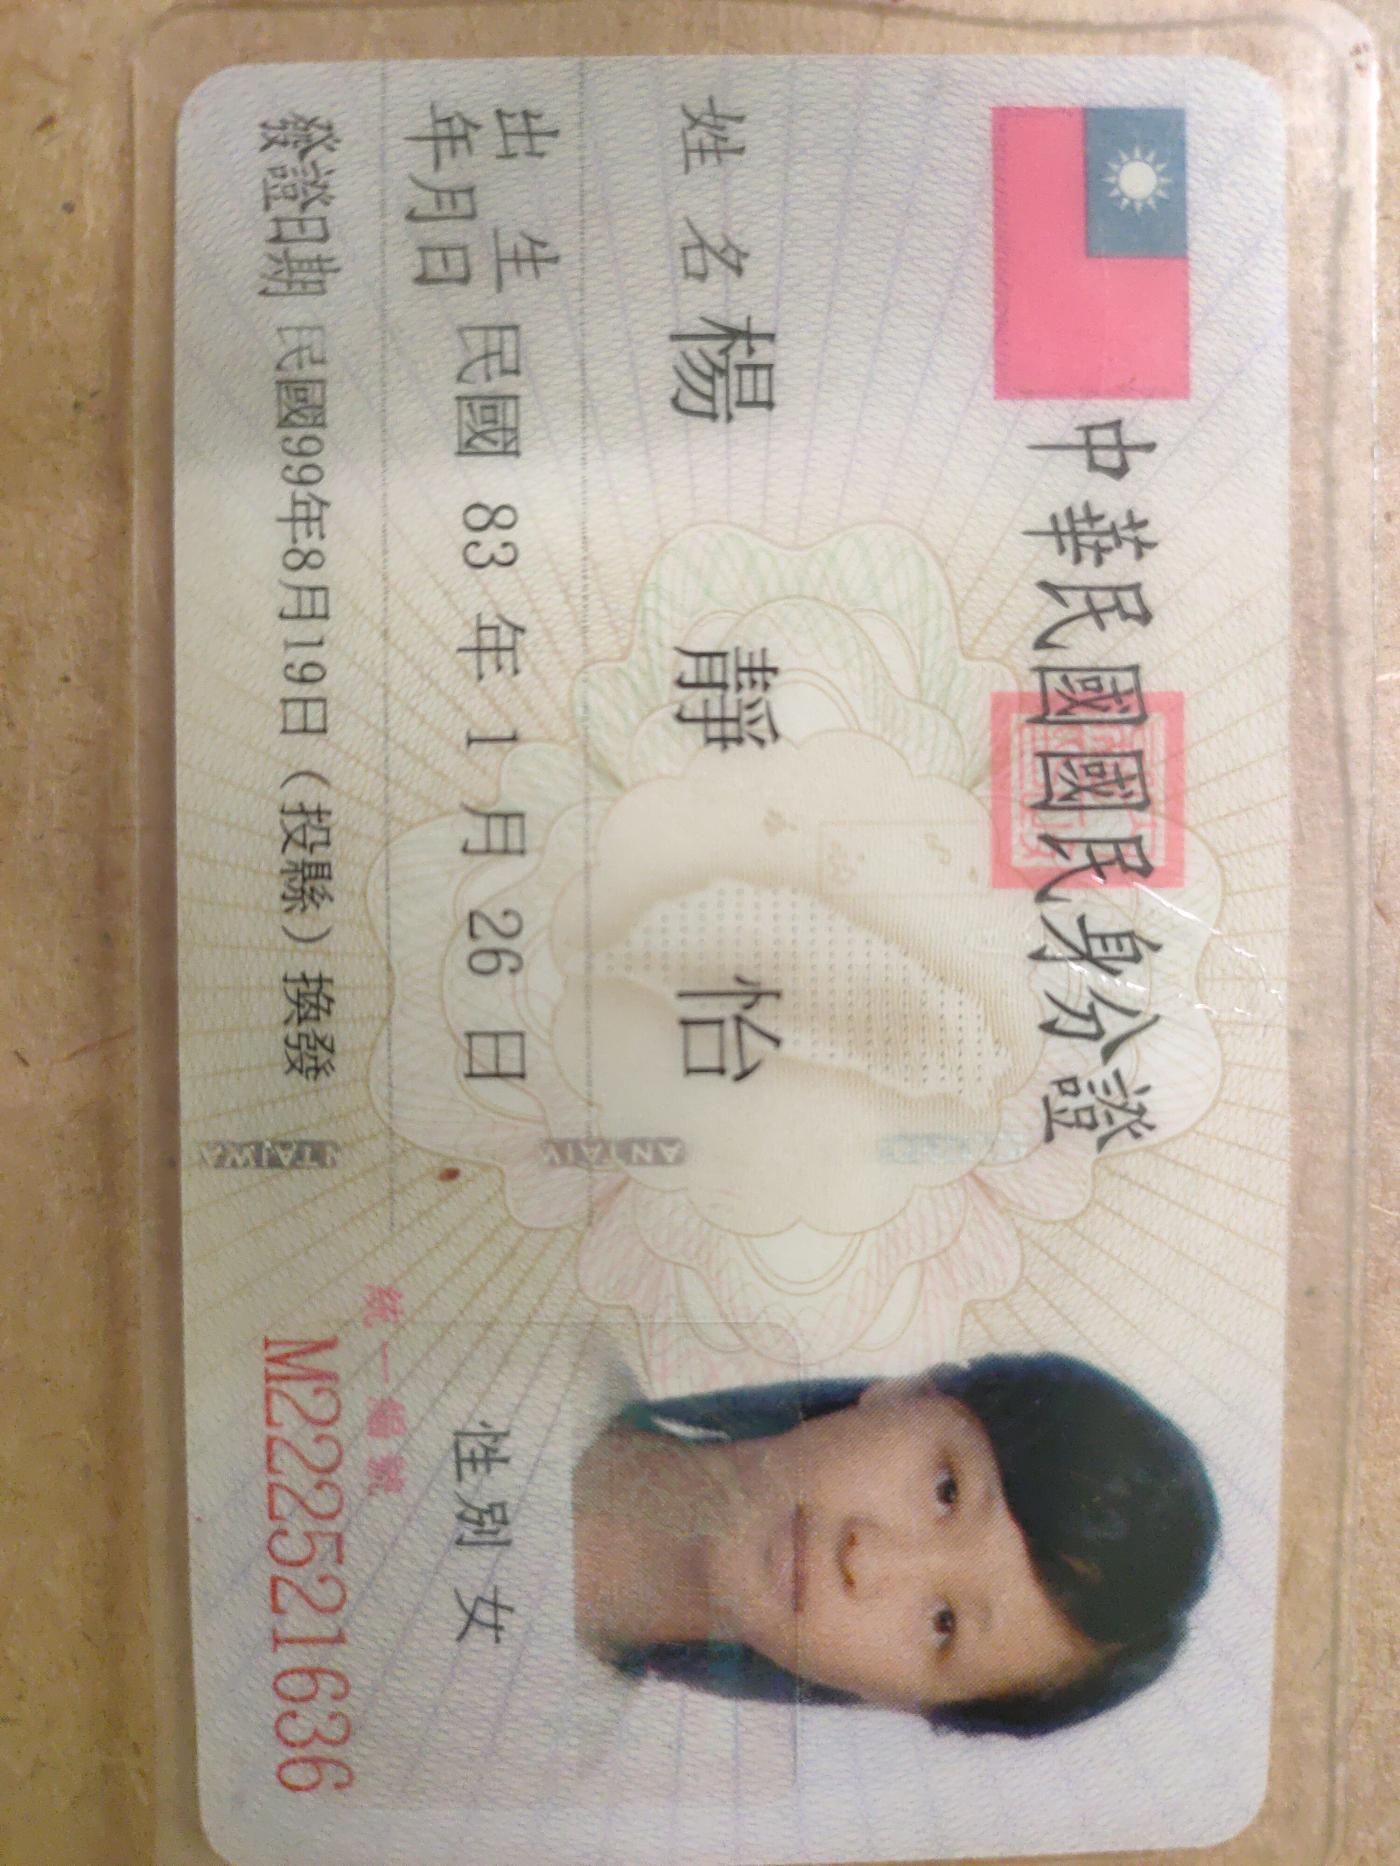 中華民國國民身分證
姓名 楊靜怡
出生年月日 民國 83 年 1 月 26 日
性別 女
發證日期 民國99年8月19日（投縣）換發
統一編號
M222521636